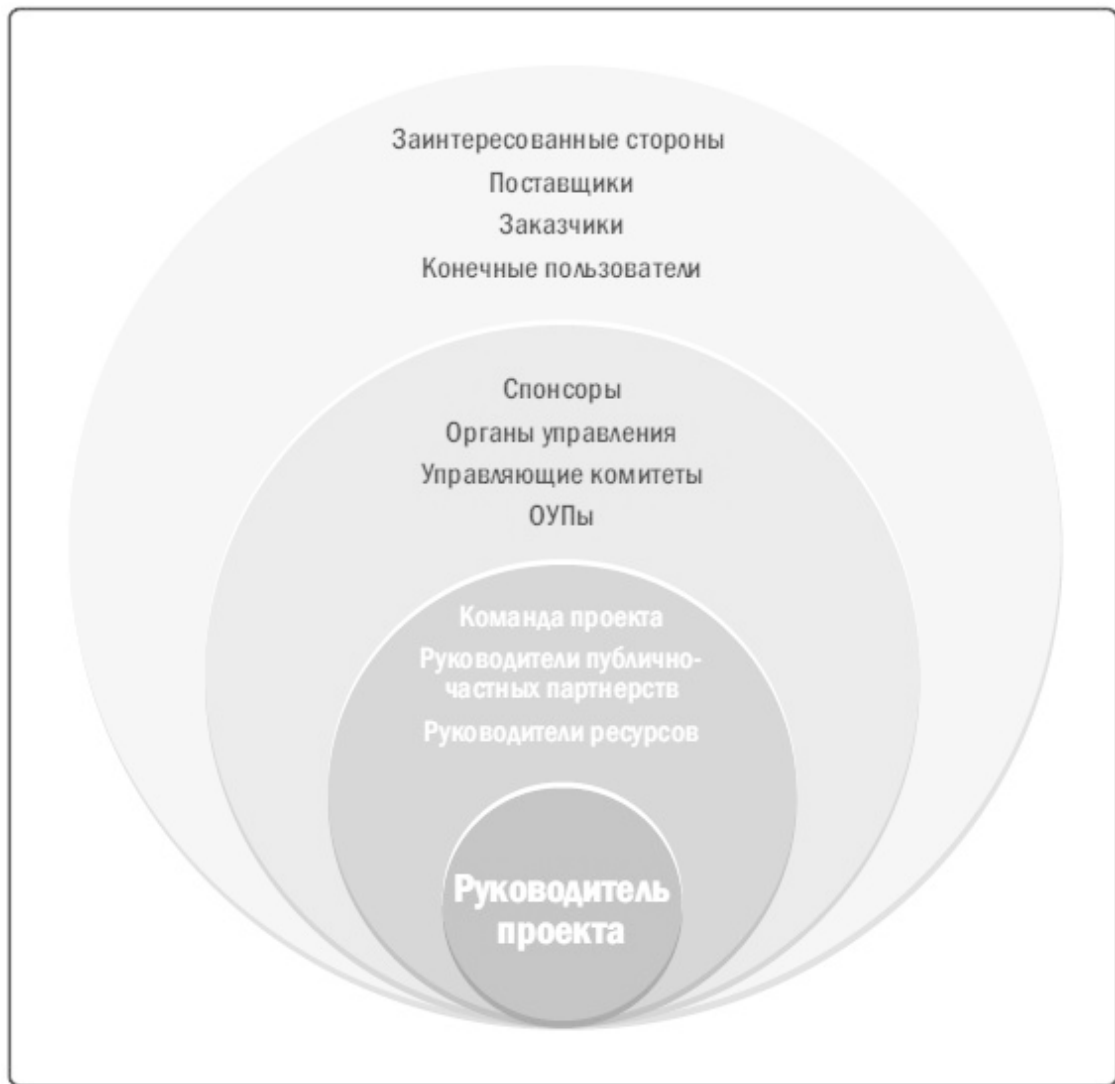 Заинтересованные стороны
Поставщики
Заказчики
Конечные пользователи
Спонсоры
Органы управления
Управляющие комитеты
ОУПы
Команда проекта
Руководители публично-
частных партнерств
Руководители ресурсов
Руководитель
проекта